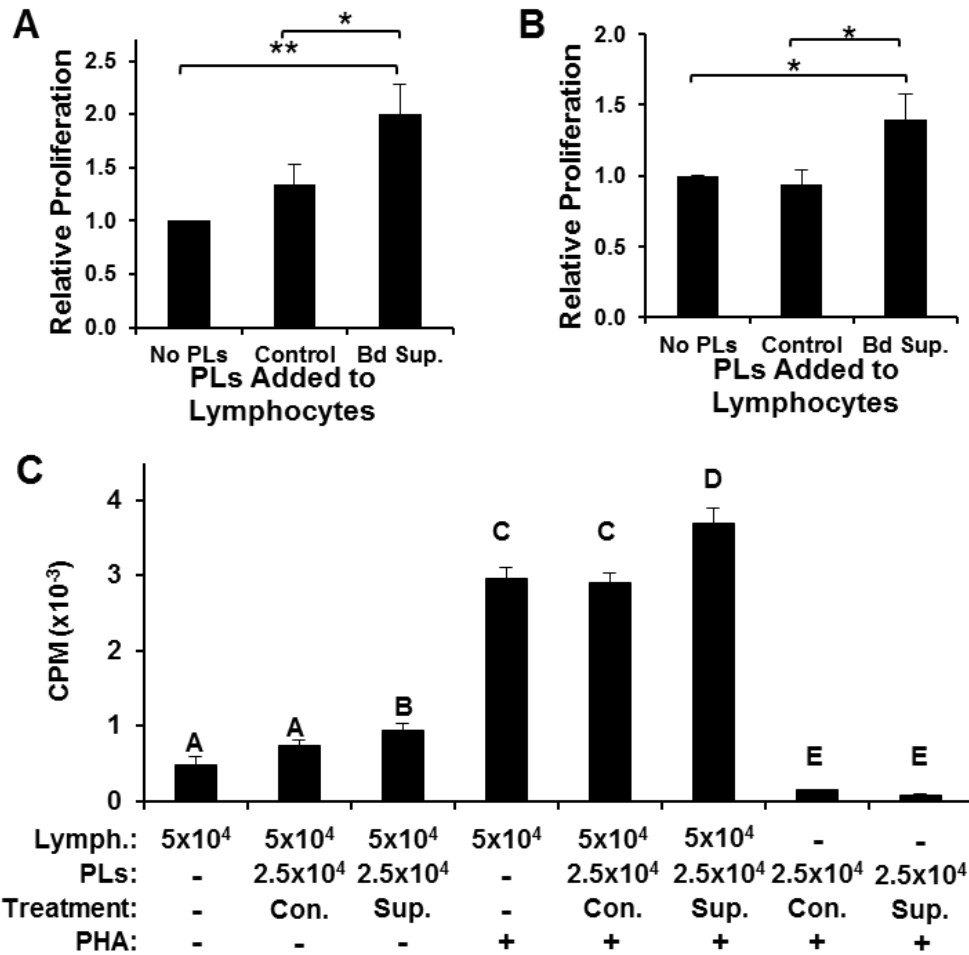 A
Relative Proliferation
2.5
2.0
1.5
1.0
0.5
0.0
**
*
No PLs Control Bd Sup.
PLs Added to
Lymphocytes
B
Relative Proliferation
2.0
1.5
1.0
0.5
0.0
*
*
No PLs Control Bd Sup.
PLs Added to
Lymphocytes
C
CPM (x10⁻³)
4
3
2
1
0
A A B C C D E E
Lymph.: 5x10⁴ 5x10⁴ 5x10⁴ 5x10⁴ 5x10⁴ 5x10⁴ - -
PLs: - 2.5x10⁴ 2.5x10⁴ - 2.5x10⁴ 2.5x10⁴ 2.5x10⁴ 2.5x10⁴
Treatment: - Con. Sup. - Con. Sup. Con. Sup.
PHA: - - - + + + + +